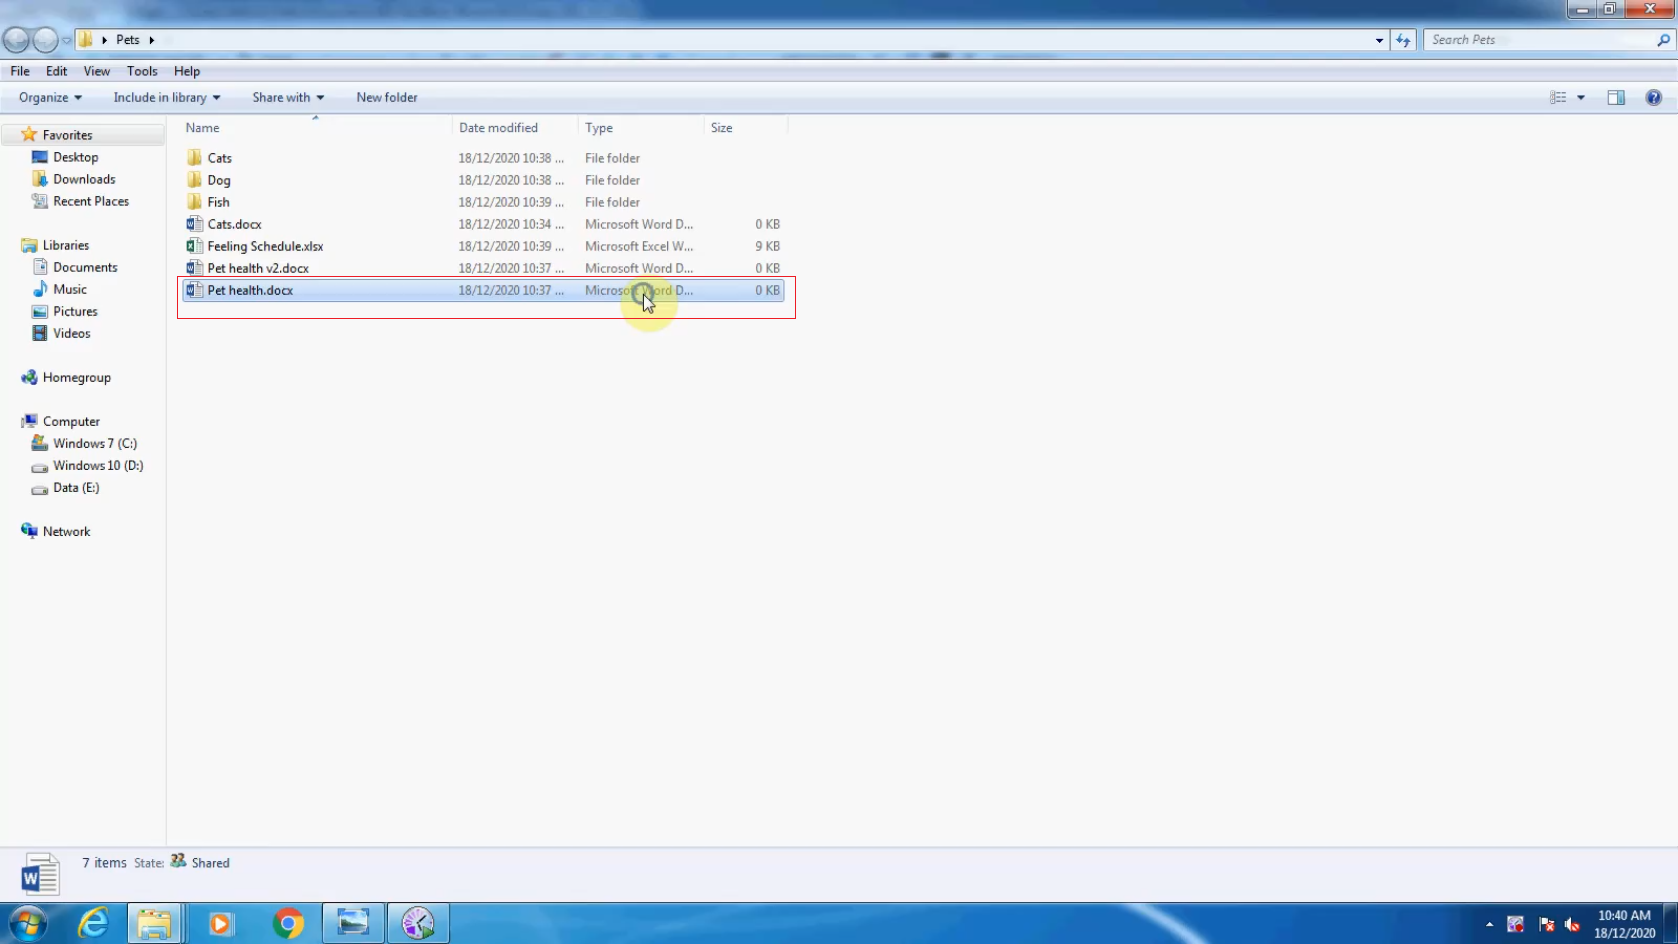 Pets
Search Pets
File Edit View Tools Help
Organize Include in library Share with New folder
Name Date modified Type Size
Favorites
Desktop
Downloads
Recent Places
Libraries
Documents
Music
Pictures
Videos
Homegroup
Computer
Windows 7 (C:)
Windows 10 (D:)
Data (E:)
Network
Cats 18/12/2020 10:38 ... File folder
Dog 18/12/2020 10:38 ... File folder
Fish 18/12/2020 10:39 ... File folder
Cats.docx 18/12/2020 10:34 ... Microsoft Word D... 0 KB
Feeling Schedule.xlsx 18/12/2020 10:39 ... Microsoft Excel W... 9 KB
Pet health v2.docx 18/12/2020 10:37 ... Microsoft Word D... 0 KB
Pet health.docx 18/12/2020 10:37 ... Microsoft Word D... 0 KB
7 items State: Shared
10:40 AM
18/12/2020